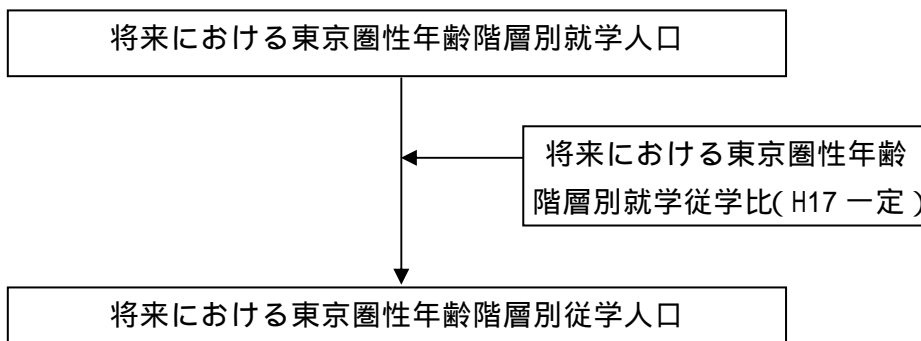 将来における東京圏性年齢階層別就学人口
将来における東京圏性年齢
階層別就学従学比（H17 一定）
将来における東京圏性年齢階層別従学人口